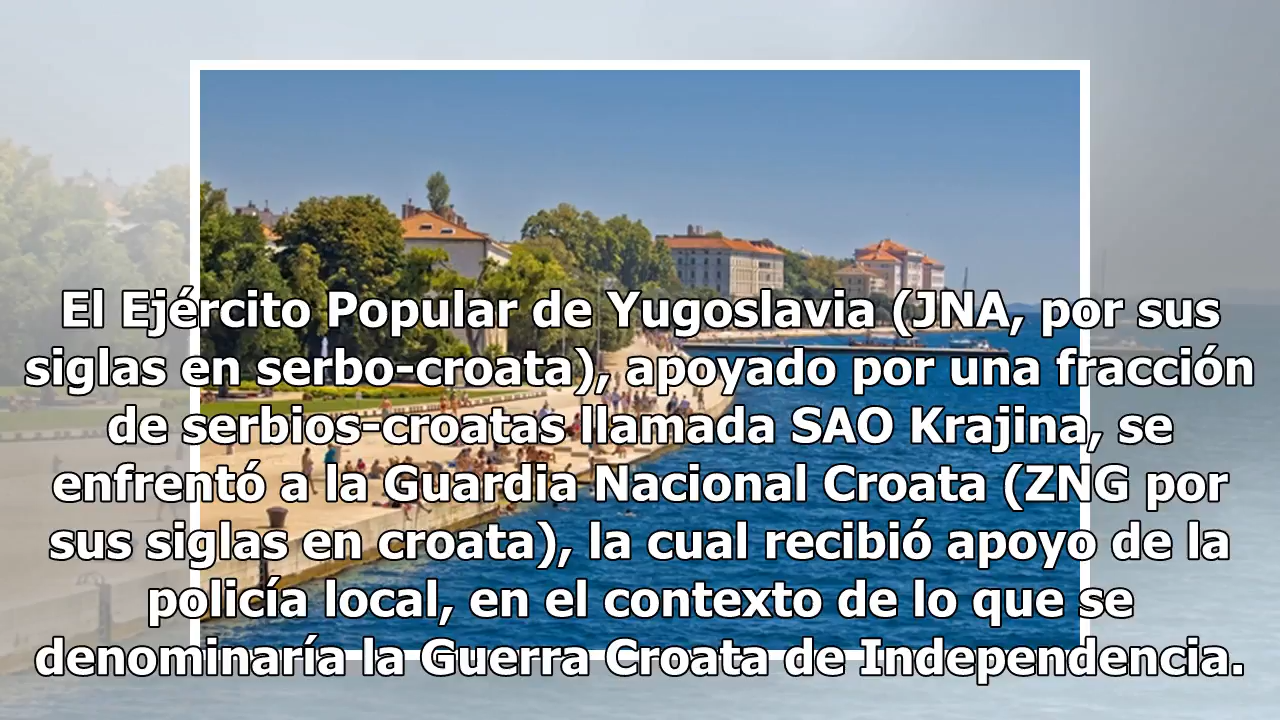 El Ejército Popular de Yugoslavia (JNA, por sus
siglas en serbo-croata), apoyado por una fracción
de serbios-croatas llamada SAO Krajina, se
enfrentó a la Guardia Nacional Croata (ZNG por
sus siglas en croata), la cual recibió apoyo de la
policía local, en el contexto de lo que se
denominaría la Guerra Croata de Independencia.